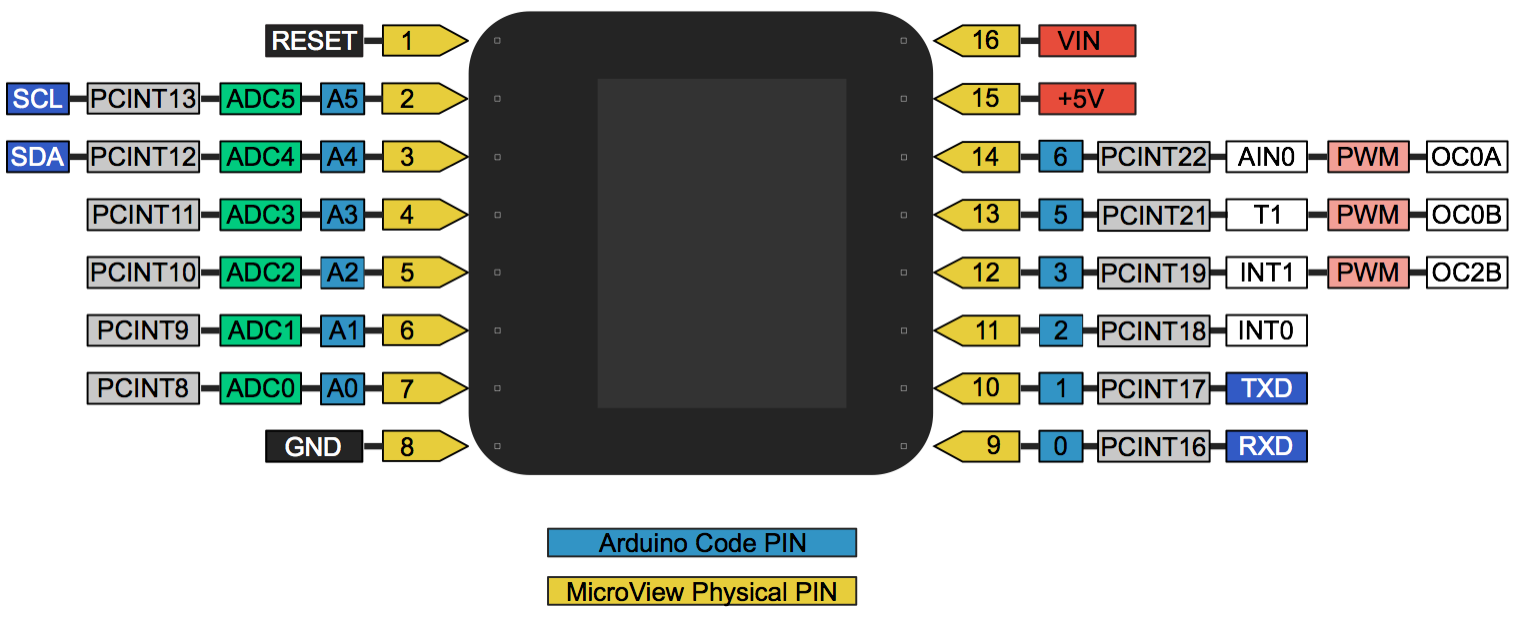 RESET 1 16 VIN
SCL PCINT13 ADC5 A5 2 15 +5V
SDA PCINT12 ADC4 A4 3 14 6 PCINT22 AIN0 PWM OC0A
PCINT11 ADC3 A3 4 13 5 PCINT21 T1 PWM OC0B
PCINT10 ADC2 A2 5 12 3 PCINT19 INT1 PWM OC2B
PCINT9 ADC1 A1 6 11 2 PCINT18 INT0
PCINT8 ADC0 A0 7 10 1 PCINT17 TXD
GND 8 9 0 PCINT16 RXD
Arduino Code PIN
MicroView Physical PIN